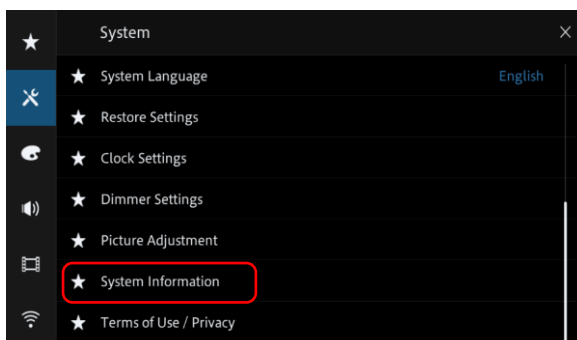 System
System Language English
Restore Settings
Clock Settings
Dimmer Settings
Picture Adjustment
System Information
Terms of Use / Privacy